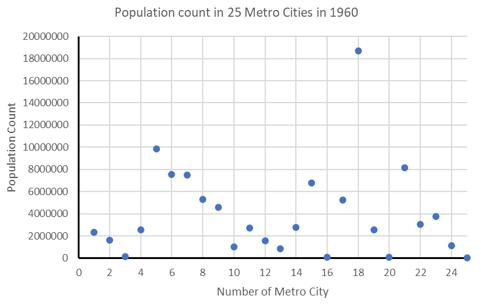 Population count in 25 Metro Cities in 1960
20000000
18000000
16000000
14000000
12000000
10000000
8000000
6000000
4000000
2000000
0
Population Count
0 2 4 6 8 10 12 14 16 18 20 22 24
Number of Metro City